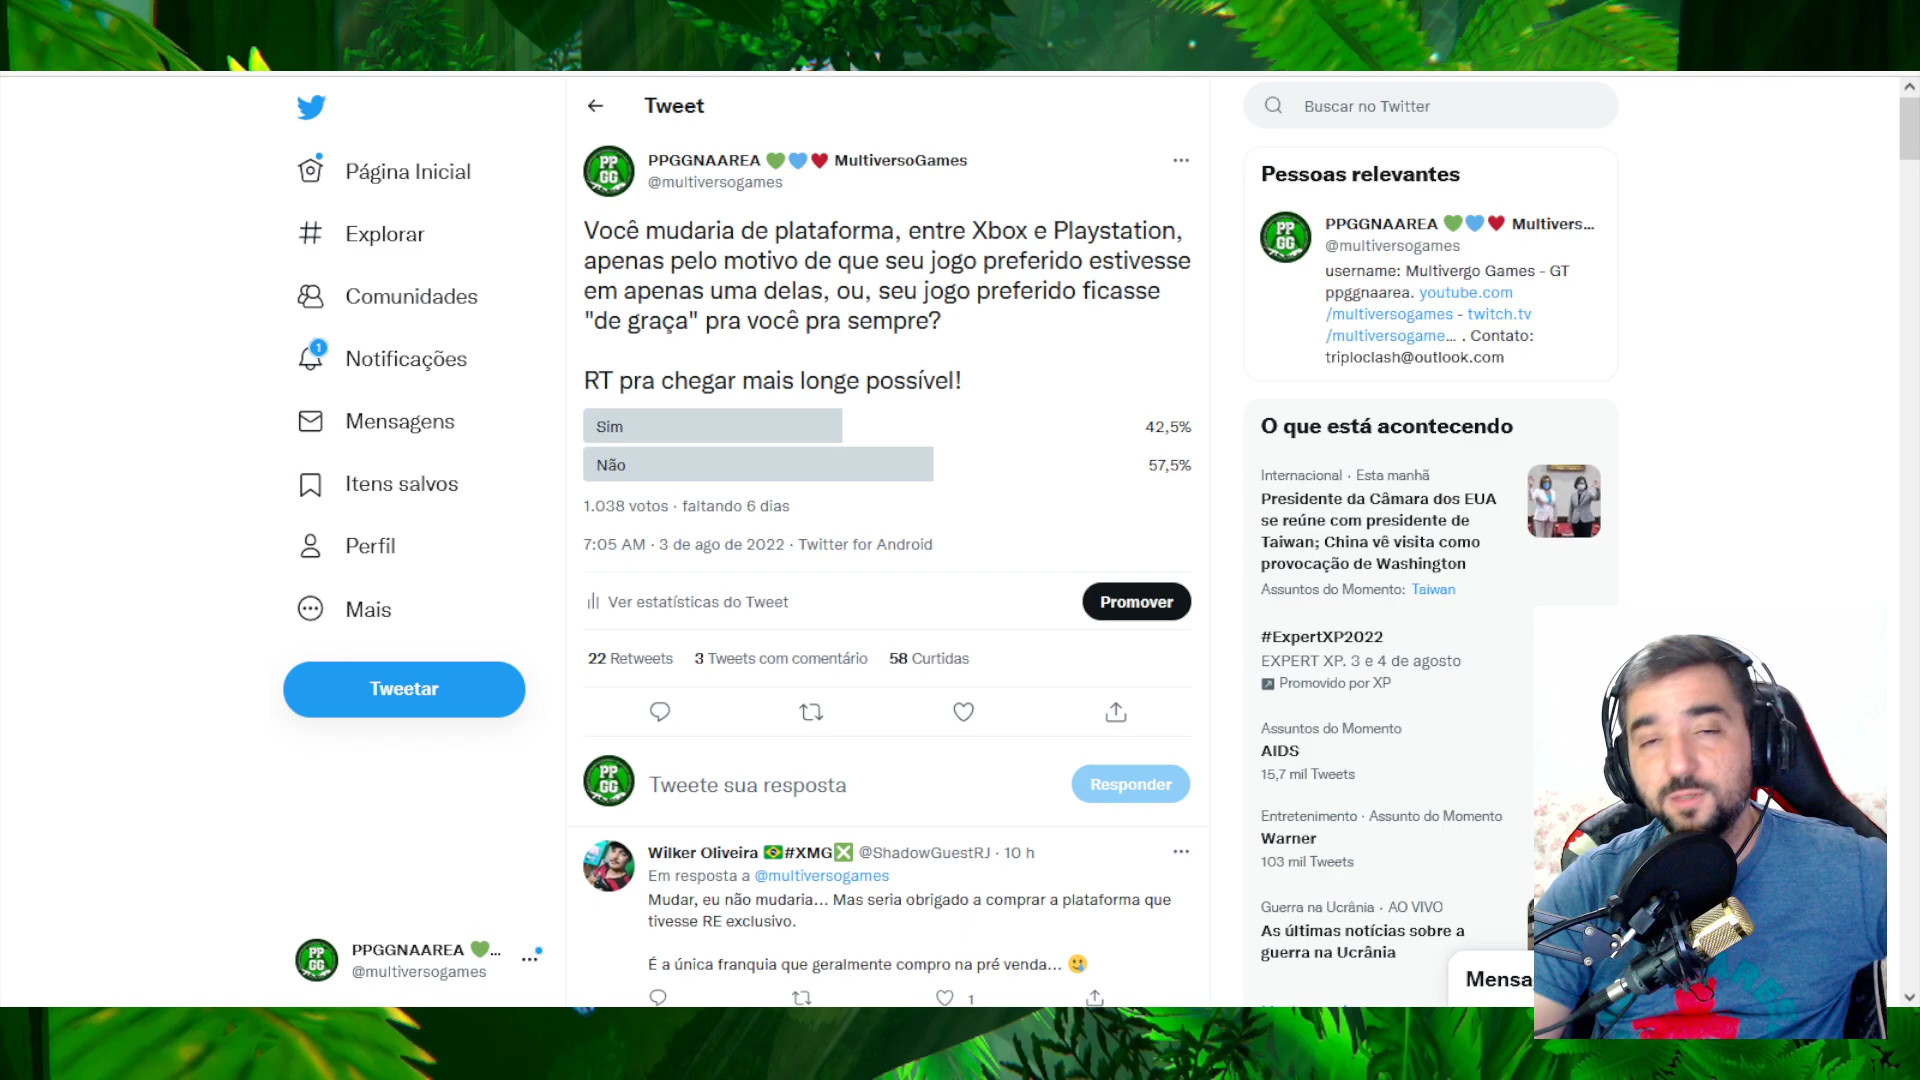 Página Inicial
Explorar
Comunidades
1
Notificações
Mensagens
Itens salvos
Perfil
Mais
Tweetar
PP
GG
PPGGNAAREA 💚...
@multiversogames
Tweet
PP
GG
PPGGNAAREA 💚💙❤️ MultiversoGames
@multiversogames
Você mudaria de plataforma, entre Xbox e Playstation,
apenas pelo motivo de que seu jogo preferido estivesse
em apenas uma delas, ou, seu jogo preferido ficasse
"de graça" pra você pra sempre?
RT pra chegar mais longe possível!
Sim 42,5%
Não 57,5%
1.038 votos · faltando 6 dias
7:05 AM · 3 de ago de 2022 · Twitter for Android
Ver estatísticas do Tweet
Promover
22 Retweets 3 Tweets com comentário 58 Curtidas
PP
GG
Tweete sua resposta
Responder
Wilker Oliveira 🇧🇷#XMG❎ @ShadowGuestRJ · 10 h
Em resposta a @multiversogames
Mudar, eu não mudaria... Mas seria obrigado a comprar a plataforma que
tivesse RE exclusivo.
É a única franquia que geralmente compro na pré venda... 🥲
1
Buscar no Twitter
Pessoas relevantes
PP
GG
PPGGNAAREA 💚💙❤️ Multivers...
@multiversogames
username: Multivergo Games - GT
ppggnaarea. youtube.com
/multiversogames - twitch.tv
/multiversogame... . Contato:
triploclash@outlook.com
O que está acontecendo
Internacional · Esta manhã
Presidente da Câmara dos EUA
se reúne com presidente de
Taiwan; China vê visita como
provocação de Washington
Assuntos do Momento: Taiwan
#ExpertXP2022
EXPERT XP. 3 e 4 de agosto
Promovido por XP
Assuntos do Momento
AIDS
15,7 mil Tweets
Entretenimento · Assunto do Momento
Warner
103 mil Tweets
Guerra na Ucrânia · AO VIVO
As últimas notícias sobre a
guerra na Ucrânia
Mensa